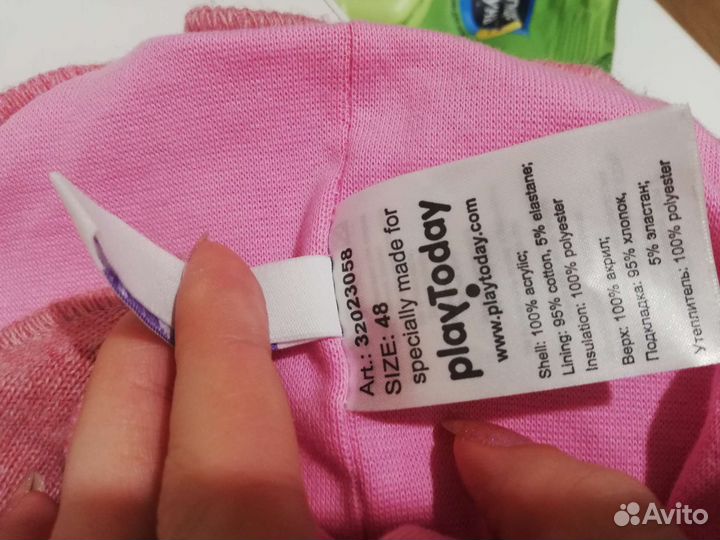 Art.: 32023058
SIZE: 48
specially made for
playToday
www.playtoday.com
Shell: 100% acrylic;
Lining: 95% cotton, 5% elastane;
Insulation: 100% polyester
Верх: 100% акрил;
Подкладка: 95% хлопок,
5% эластан;
Утеплитель: 100% polyester
Avito